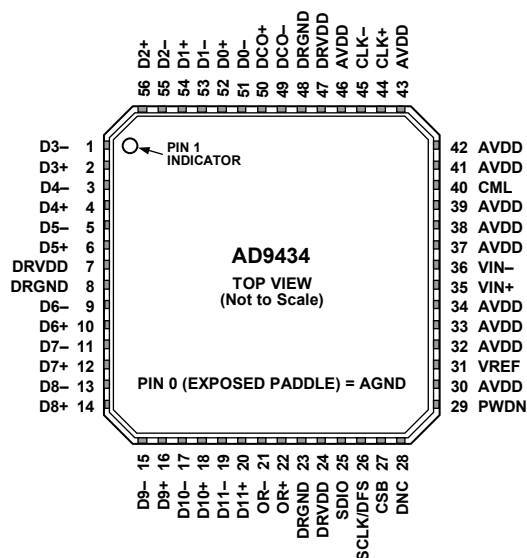 56 D2+
55 D2–
54 D1+
53 D1–
52 D0+
51 D0–
50 DCO+
49 DCO–
48 DRGND
47 DRVDD
46 AVDD
45 CLK–
44 CLK+
43 AVDD
D3– 1
D3+ 2
D4– 3
D4+ 4
D5– 5
D5+ 6
DRVDD 7
DRGND 8
D6– 9
D6+ 10
D7– 11
D7+ 12
D8– 13
D8+ 14
PIN 1
INDICATOR
AD9434
TOP VIEW
(Not to Scale)
PIN 0 (EXPOSED PADDLE) = AGND
42 AVDD
41 AVDD
40 CML
39 AVDD
38 AVDD
37 AVDD
36 VIN–
35 VIN+
34 AVDD
33 AVDD
32 AVDD
31 VREF
30 AVDD
29 PWDN
D9– 15
D9+ 16
D10– 17
D10+ 18
D11– 19
D11+ 20
OR– 21
OR+ 22
DRGND 23
DRVDD 24
SDIO 25
SCLK/DFS 26
CSB 27
DNC 28